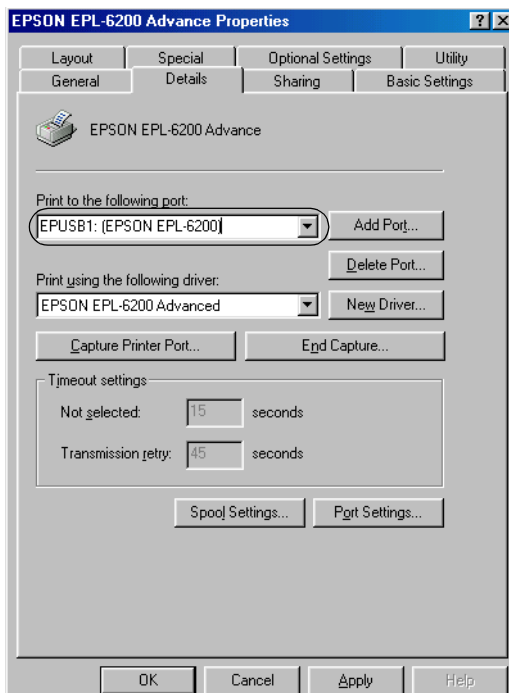 EPSON EPL-6200 Advance Properties
Layout Special Optional Settings Utility
General Details Sharing Basic Settings
EPSON EPL-6200 Advance
Print to the following port:
EPUSB1: (EPSON EPL-6200) Add Port...
Delete Port...
Print using the following driver:
EPSON EPL-6200 Advanced New Driver...
Capture Printer Port... End Capture...
Timeout settings
Not selected: 15 seconds
Transmission retry: 45 seconds
Spool Settings... Port Settings...
OK Cancel Apply Help